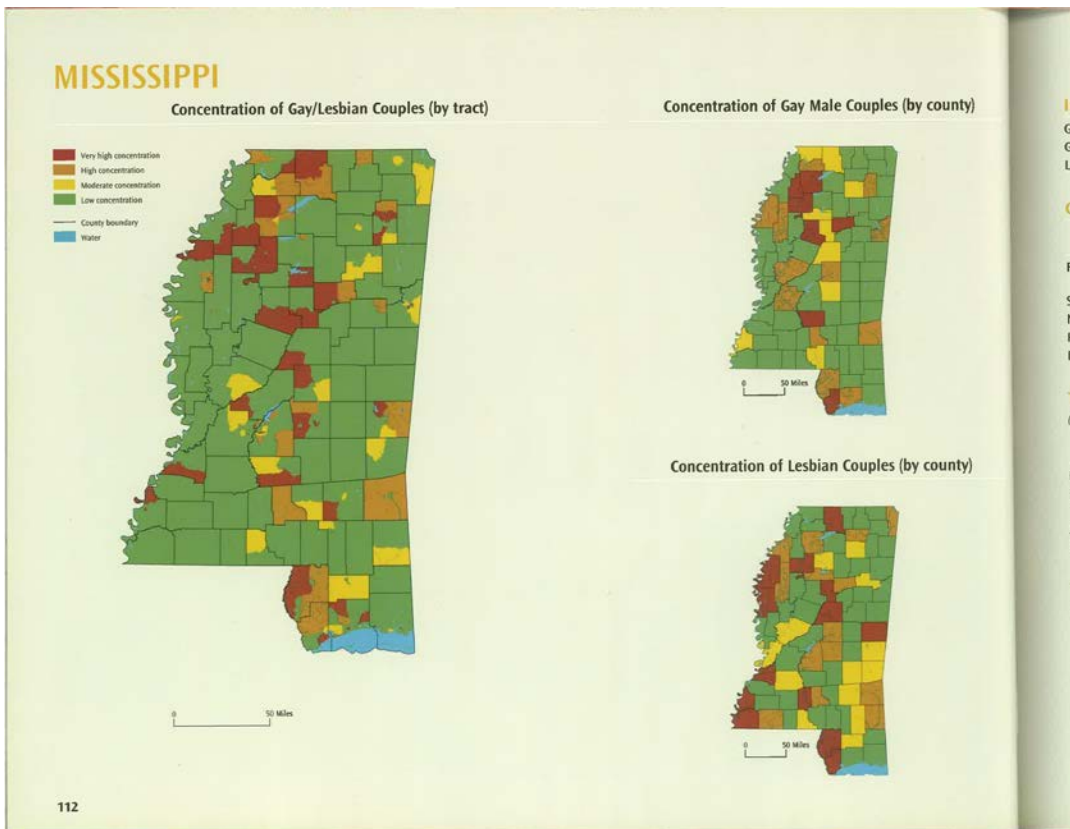 MISSISSIPPI
Concentration of Gay/Lesbian Couples (by tract)
Very high concentration
High concentration
Moderate concentration
Low concentration
County boundary
Water
0 50 Miles
Concentration of Gay Male Couples (by county)
0 50 Miles
Concentration of Lesbian Couples (by county)
0 50 Miles
112